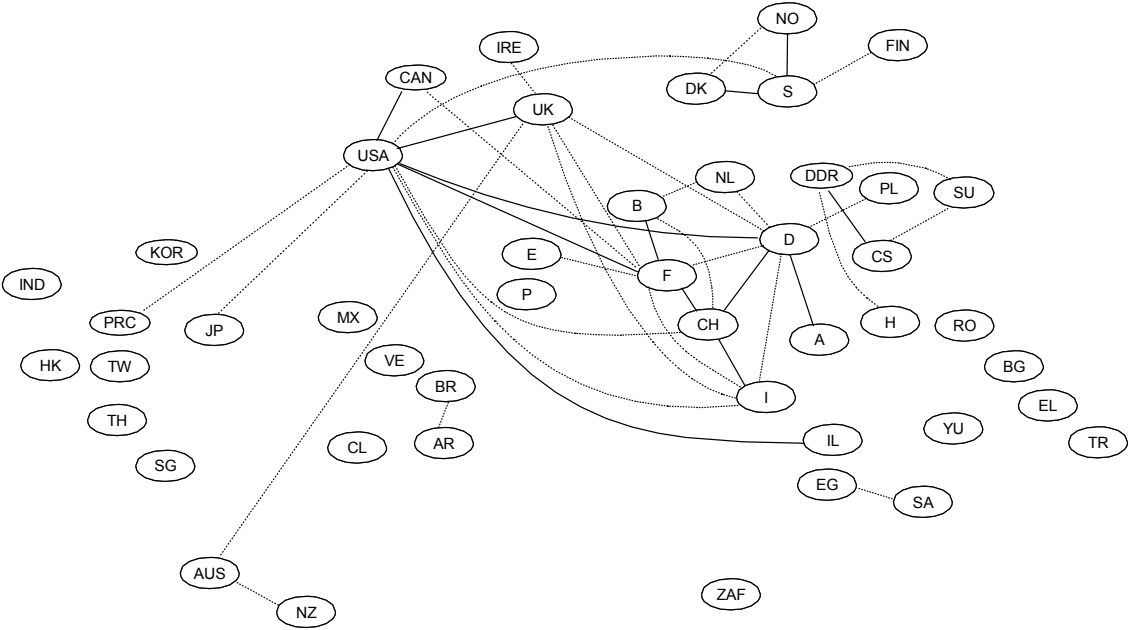 NO
IRE
FIN
CAN
DK
S
UK
USA
NL
DDR
PL
SU
B
D
KOR
E
CS
IND
F
P
PRC
JP
MX
CH
H
RO
A
HK
TW
VE
BG
BR
I
EL
TH
YU
CL
AR
IL
TR
SG
EG
SA
AUS
ZAF
NZ